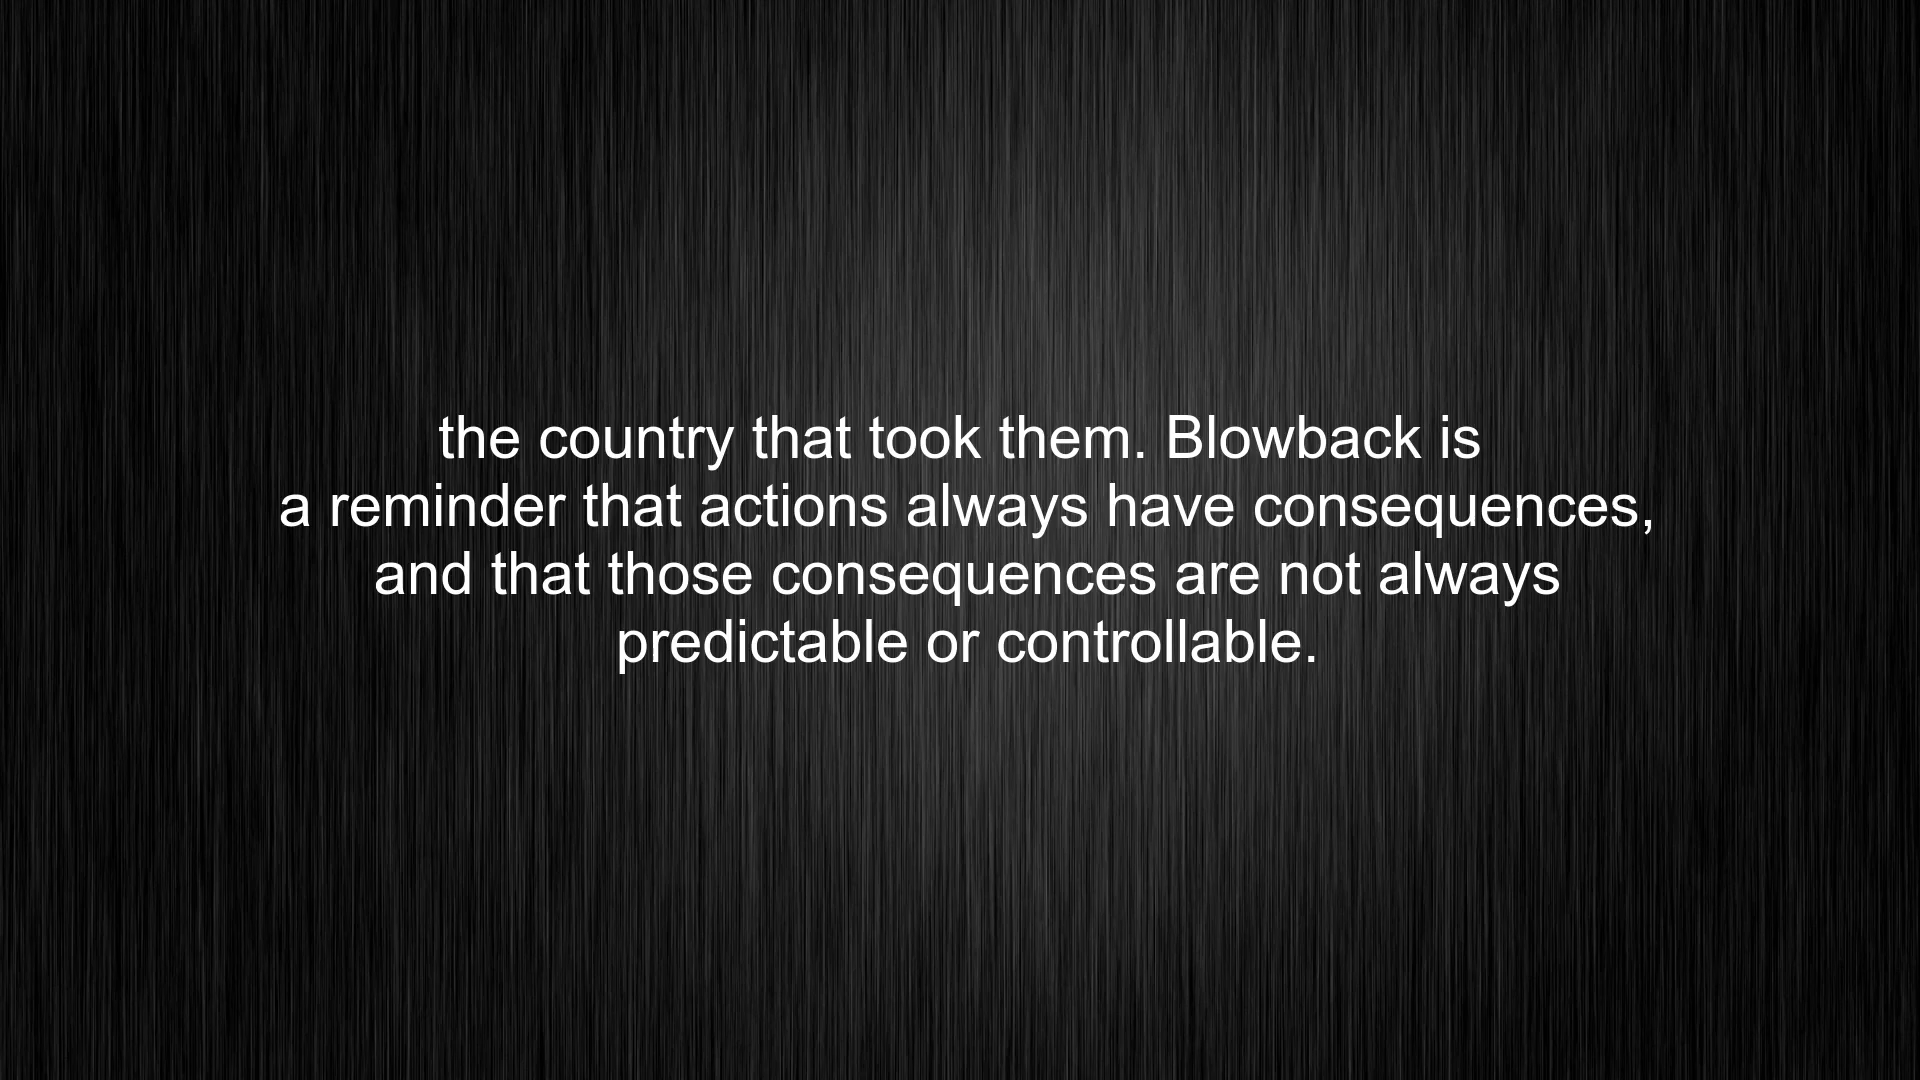 the country that took them. Blowback is
a reminder that actions always have consequences,
and that those consequences are not always
predictable or controllable.